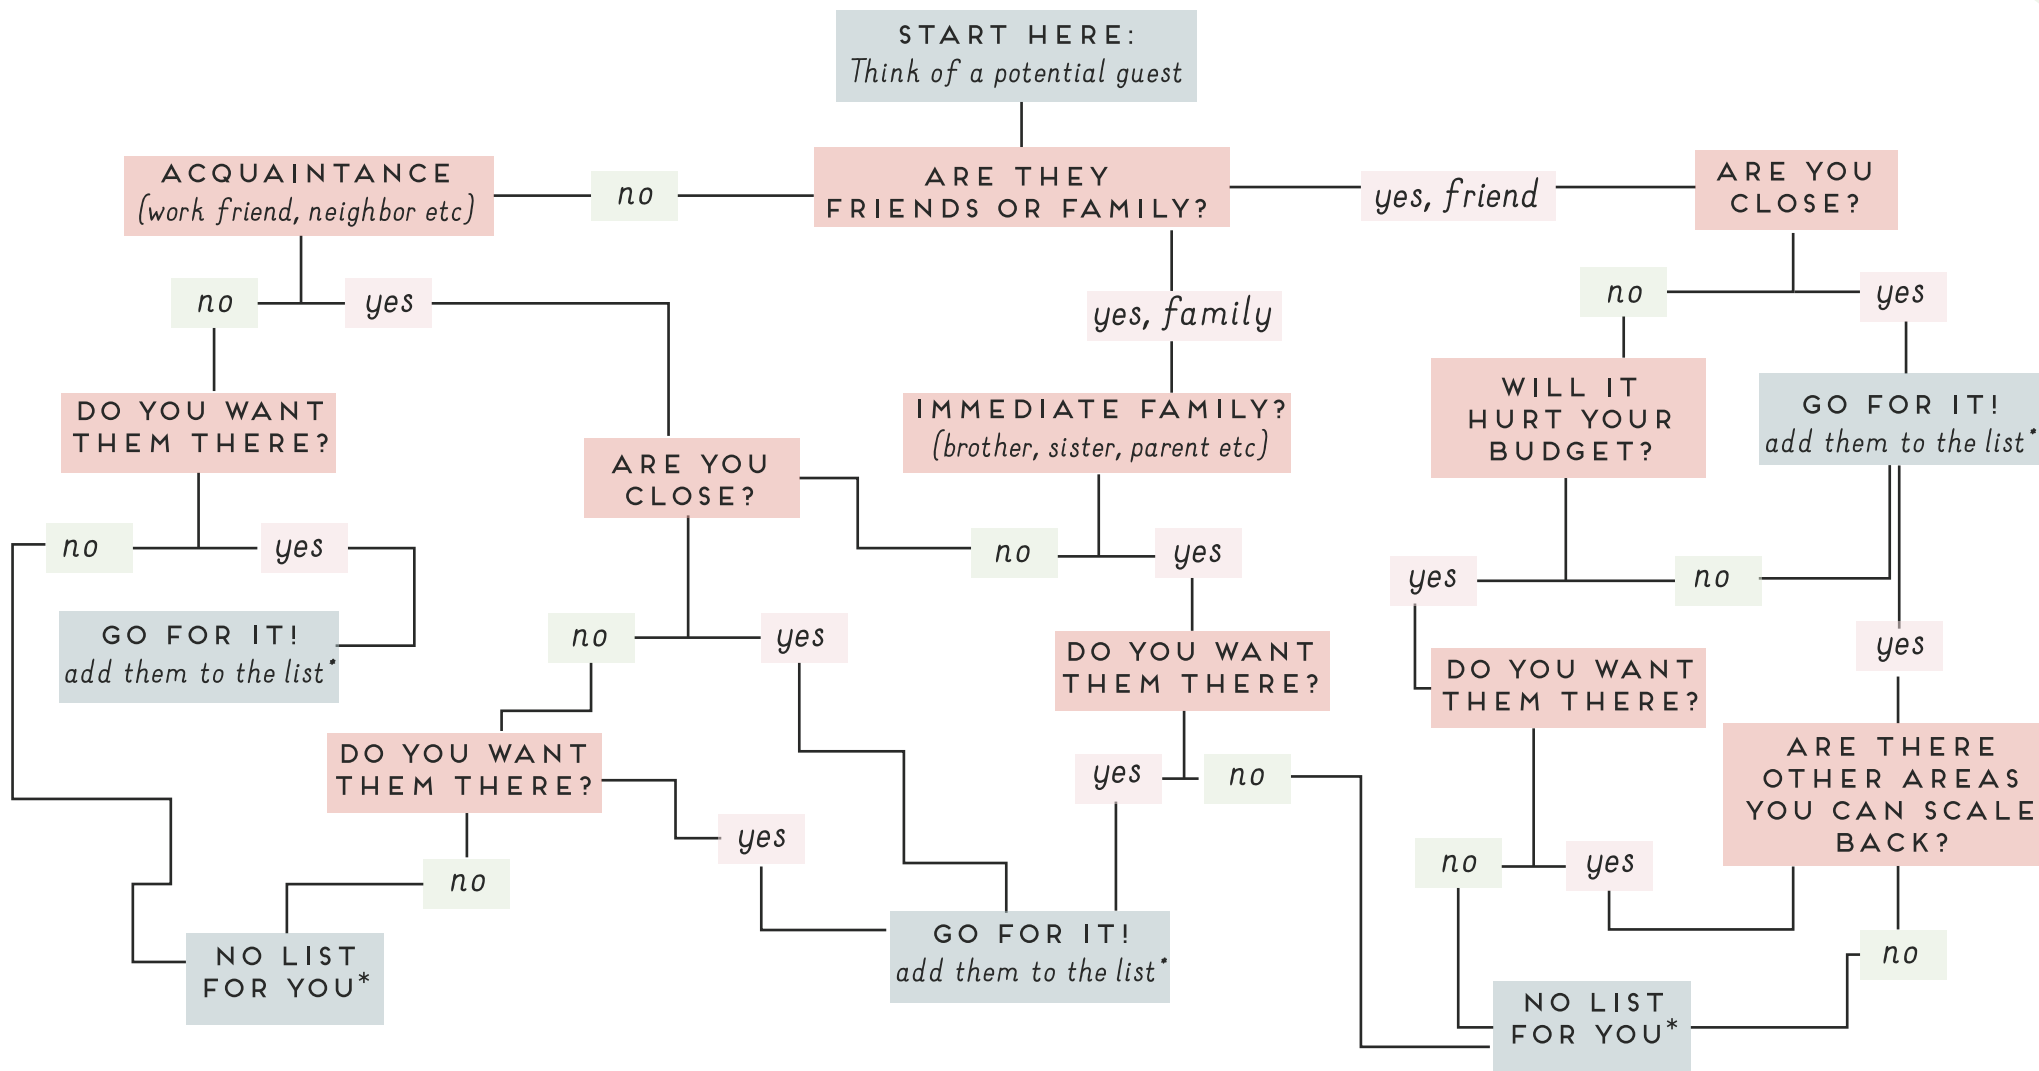 START HERE:
Think of a potential guest
ACQUAINTANCE
(work friend, neighbor etc)
no
ARE THEY
FRIENDS OR FAMILY?
yes, friend
ARE YOU
CLOSE?
no
yes
yes, family
no
yes
DO YOU WANT
THEM THERE?
ARE YOU
CLOSE?
IMMEDIATE FAMILY?
(brother, sister, parent etc)
WILL IT
HURT YOUR
BUDGET?
GO FOR IT!
add them to the list*
no
yes
no
yes
yes
no
GO FOR IT!
add them to the list*
no
yes
DO YOU WANT
THEM THERE?
DO YOU WANT
THEM THERE?
yes
DO YOU WANT
THEM THERE?
yes
no
ARE THERE
OTHER AREAS
YOU CAN SCALE
BACK?
yes
no
no
yes
NO LIST
FOR YOU*
GO FOR IT!
add them to the list*
no
NO LIST
FOR YOU*